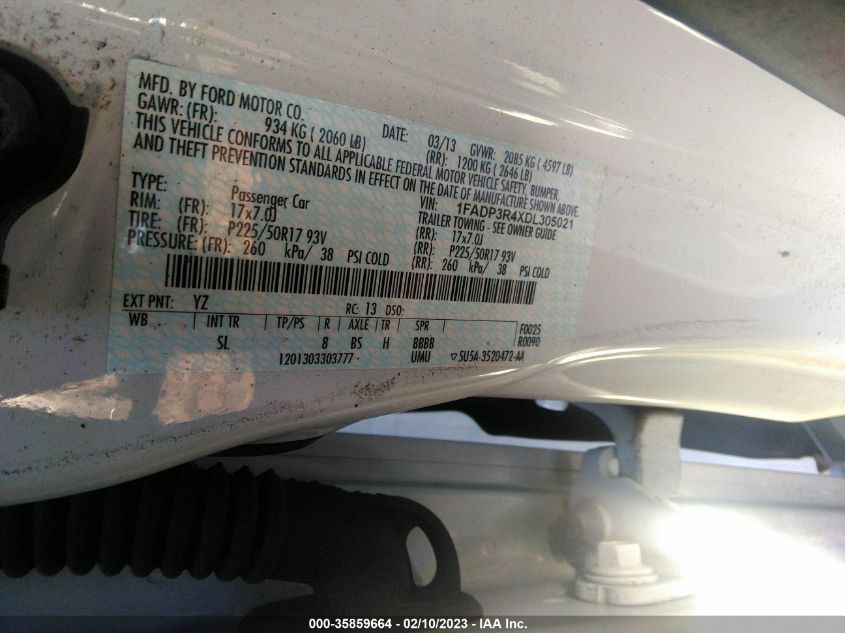 MFD. BY FORD MOTOR CO.
DATE: 03/13 GVWR: 2085 KG ( 4597 LB)
GAWR: (FR): 934 KG ( 2060 LB) (RR): 1200 KG ( 2646 LB)
THIS VEHICLE CONFORMS TO ALL APPLICABLE FEDERAL MOTOR VEHICLE SAFETY, BUMPER,
AND THEFT PREVENTION STANDARDS IN EFFECT ON THE DATE OF MANUFACTURE SHOWN ABOVE.
VIN: 1FADP3R4XDL305021
TYPE: Passenger Car TRAILER TOWING - SEE OWNER GUIDE
RIM: (FR): 17x7.0J (RR): 17x7.0J
TIRE: (FR): P225/50R17 93V (RR): P225/50R17 93V
PRESSURE: (FR): 260 kPa/ 38 PSI COLD (RR): 260 kPa/ 38 PSI COLD
EXT PNT: YZ RC: 13 DSO:
WB INT TR TP/PS R AXLE TR SPR F0025
SL 8 BS H BBBB R0090
1201303303777 UMU ▽5U5A-3520472-AA
000-35859664 — 02/10/2023 — IAA Inc.